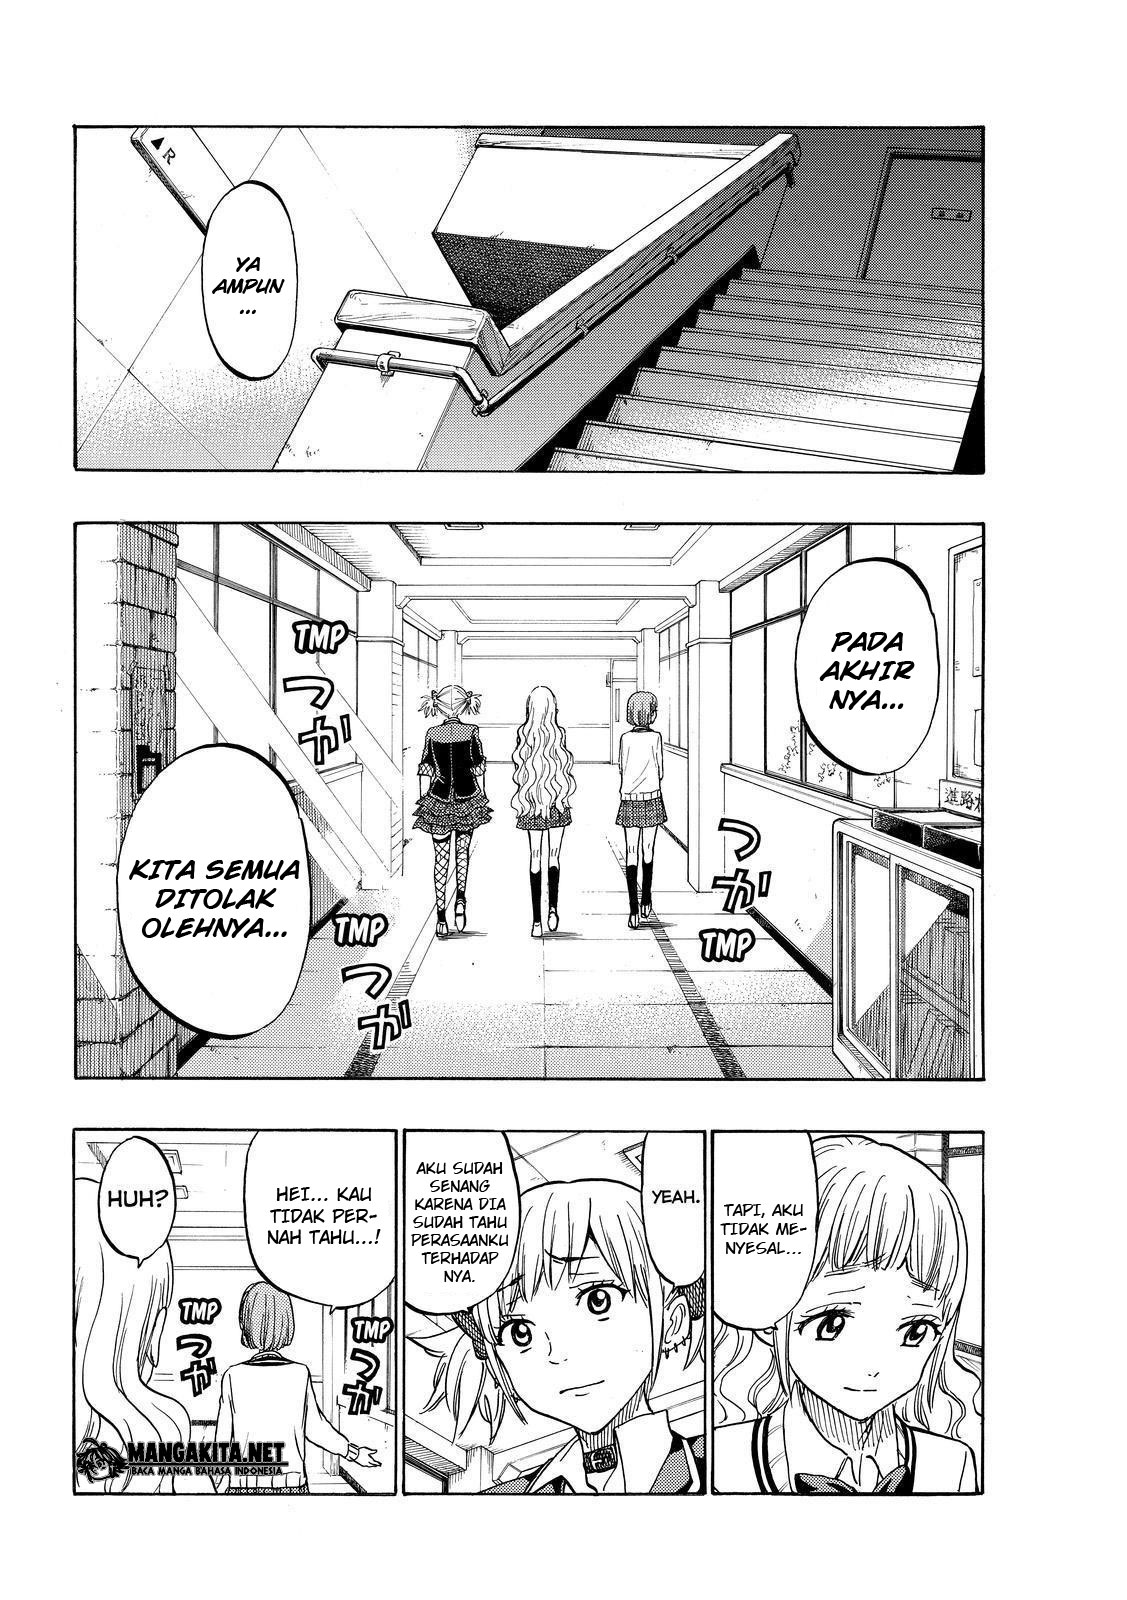 ▲R
YA
AMPUN
...
PADA
AKHIR
NYA...
TMP
つか
KITA SEMUA
DITOLAK
OLEHNYA...
TMP
つか
つか
TMP
TAPI, AKU
TIDAK ME-
NYESAL...
YEAH.
AKU SUDAH
SENANG
KARENA DIA
SUDAH TAHU
PERASAANKU
TERHADAP
NYA.
HEI... KAU
TIDAK PER-
NAH TAHU...!
HUH?
TMP
つか
TMP
つか
MANGAKITA.NET
BACA MANGA BAHASA INDONESIA